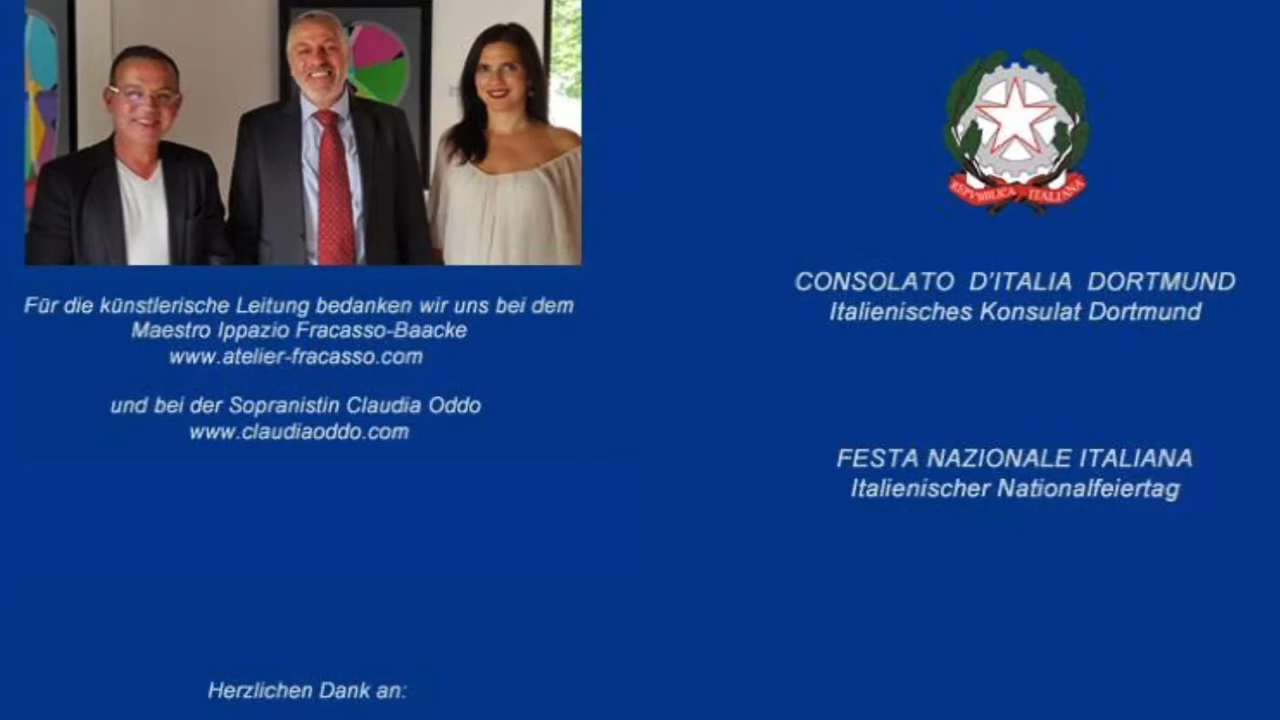 Für die künstlerische Leitung bedanken wir uns bei dem
Maestro Ippazio Fracasso-Baacke
www.atelier-fracasso.com
und bei der Sopranistin Claudia Oddo
www.claudiaoddo.com
Herzlichen Dank an:
REPVBBLICA ITALIANA
CONSOLATO D'ITALIA DORTMUND
Italienisches Konsulat Dortmund
FESTA NAZIONALE ITALIANA
Italienischer Nationalfeiertag